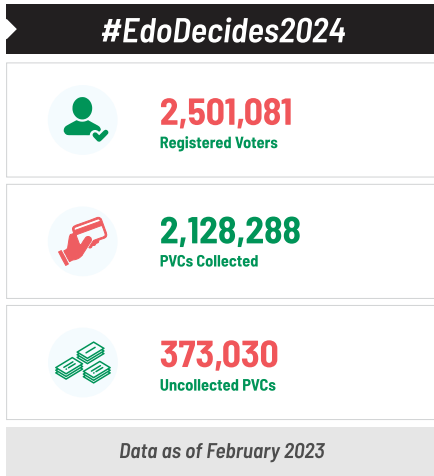 #EdoDecides2024
2,501,081
Registered Voters
2,128,288
PVCs Collected
373,030
Uncollected PVCs
Data as of February 2023